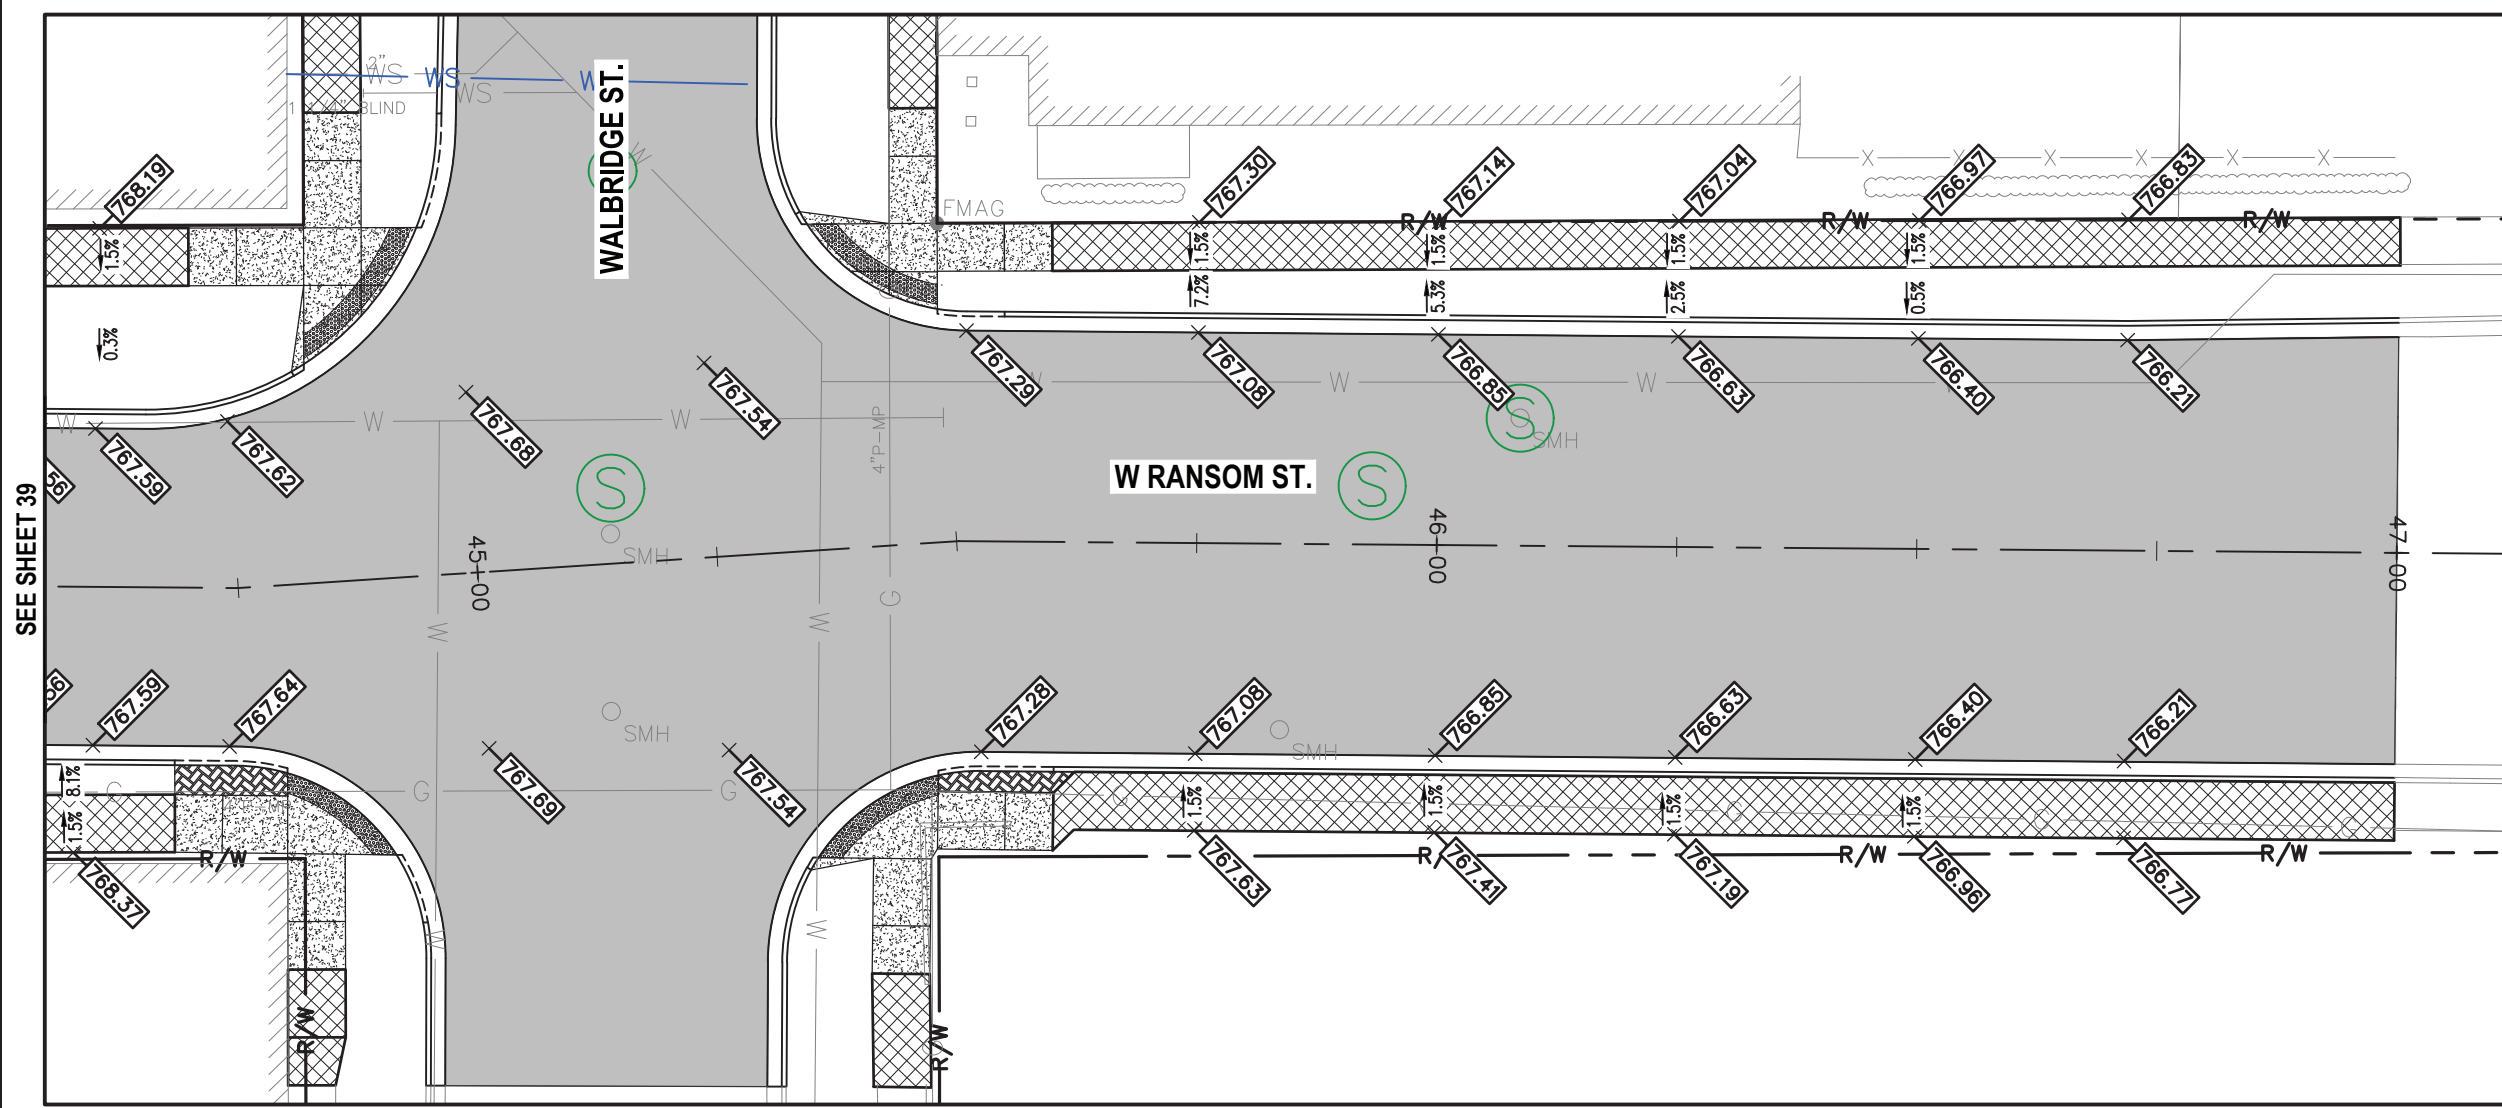 2"
WS
WS
W
WS
1 1/4" BLIND
WALBRIDGE ST.
W
768.19
1.5%
0.3%
FMAG
767.30
767.14
767.04
766.97
766.83
X
X
X
X
X
X
R/W
R/W
R/W
1.5%
1.5%
1.5%
1.5%
7.2%
5.3%
2.5%
0.5%
767.29
767.08
766.85
766.63
766.40
766.21
W
W
W
W
W
W
W
767.59
767.62
767.68
767.54
56
4"P-MP
S
S
S
SMH
W RANSOM ST.
SEE SHEET 39
SMH
45+00
46+00
47+00
G
W
W
56
767.59
767.64
767.28
767.08
766.85
766.63
766.40
766.21
SMH
SMH
767.69
767.54
8.1%
1.5%
G
G
G
G
G
G
G
1.5%
1.5%
1.5%
1.5%
768.37
R/W
767.63
767.41
767.19
766.96
766.77
R/
R/W
R/W
W
W
R/W
R/W